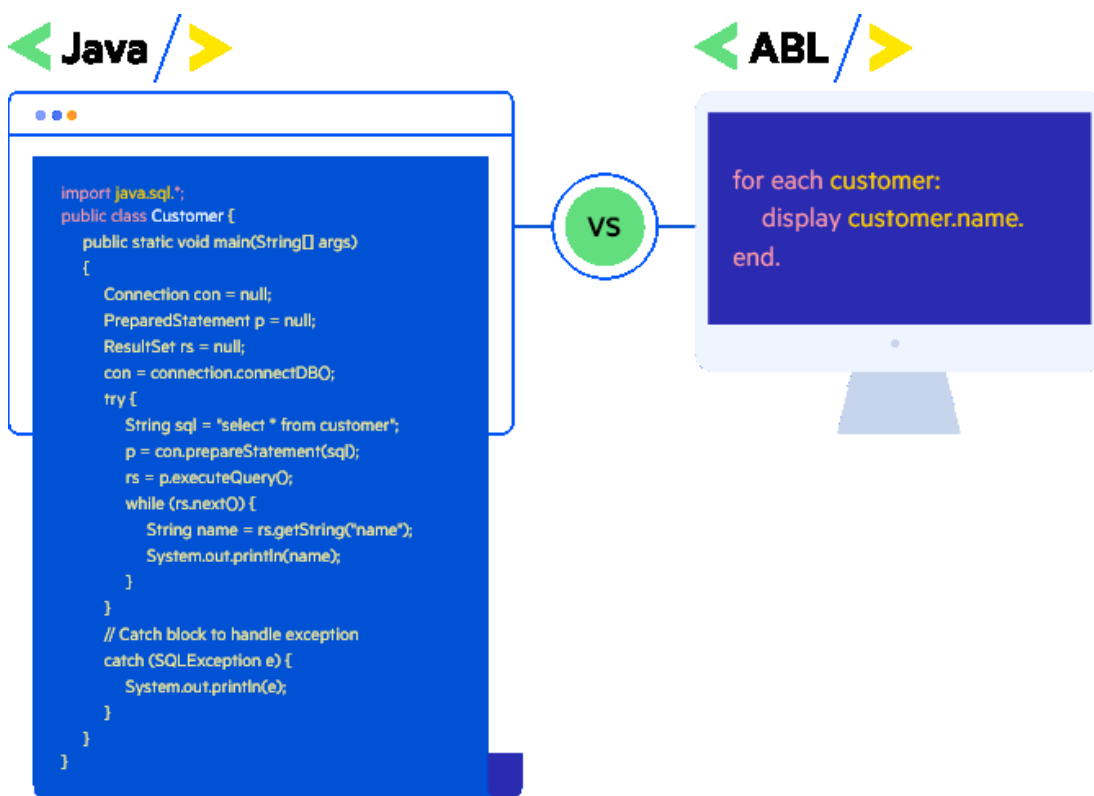 < Java />
import java.sql.*;
public class Customer {
public static void main(String[] args)
{
Connection con = null;
PreparedStatement p = null;
ResultSet rs = null;
con = connection.connectDB();
try {
String sql = "select * from customer";
p = con.prepareStatement(sql);
rs = p.executeQuery();
while (rs.next()) {
String name = rs.getString("name");
System.out.println(name);
}
}
// Catch block to handle exception
catch (SQLException e) {
System.out.println(e);
}
}
}
VS
< ABL />
for each customer:
display customer.name.
end.